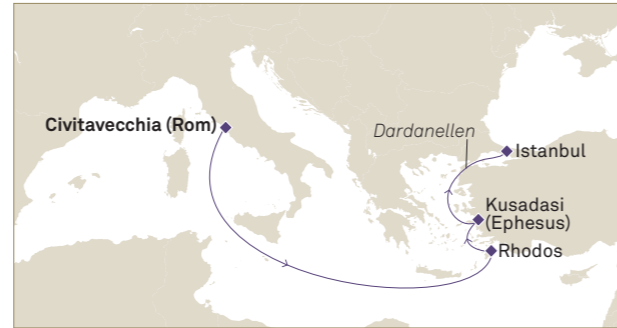 Civitavecchia (Rom)
Dardanellen
Istanbul
Kusadasi
(Ephesus)
Rhodos